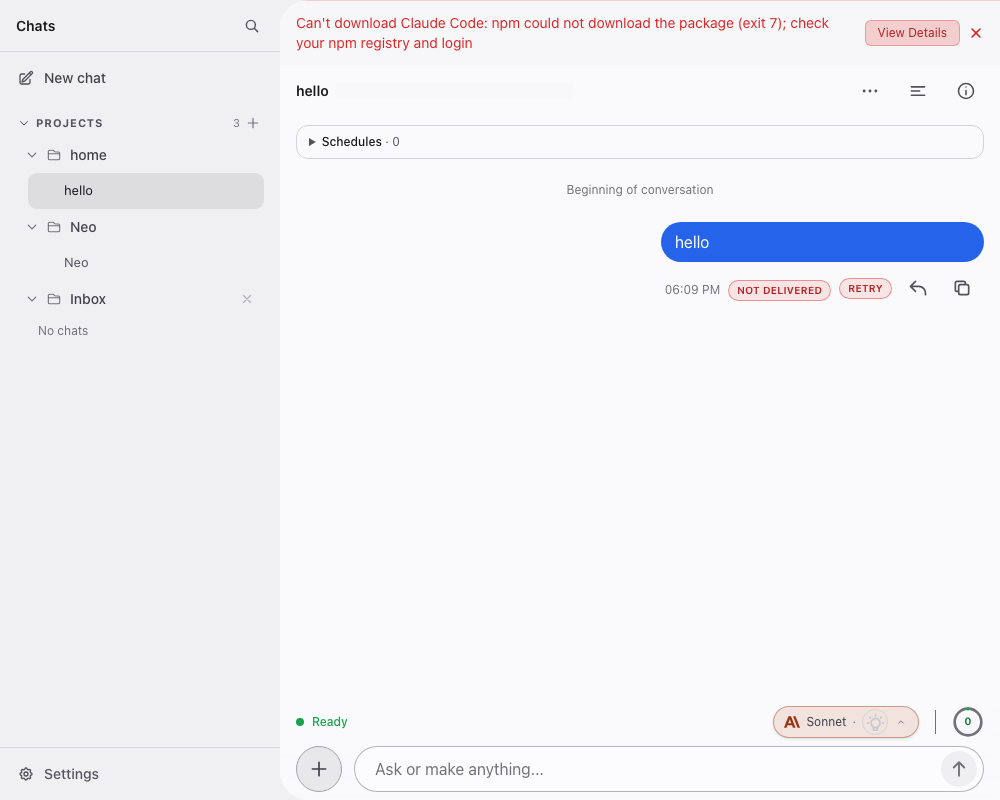 Chats
New chat
PROJECTS 3
home
hello
Neo
Neo
Inbox
No chats
Settings
Can't download Claude Code: npm could not download the package (exit 7); check
your npm registry and login
View Details
hello
Schedules · 0
Beginning of conversation
hello
06:09 PM NOT DELIVERED RETRY
Ready
Sonnet ·
0
Ask or make anything...